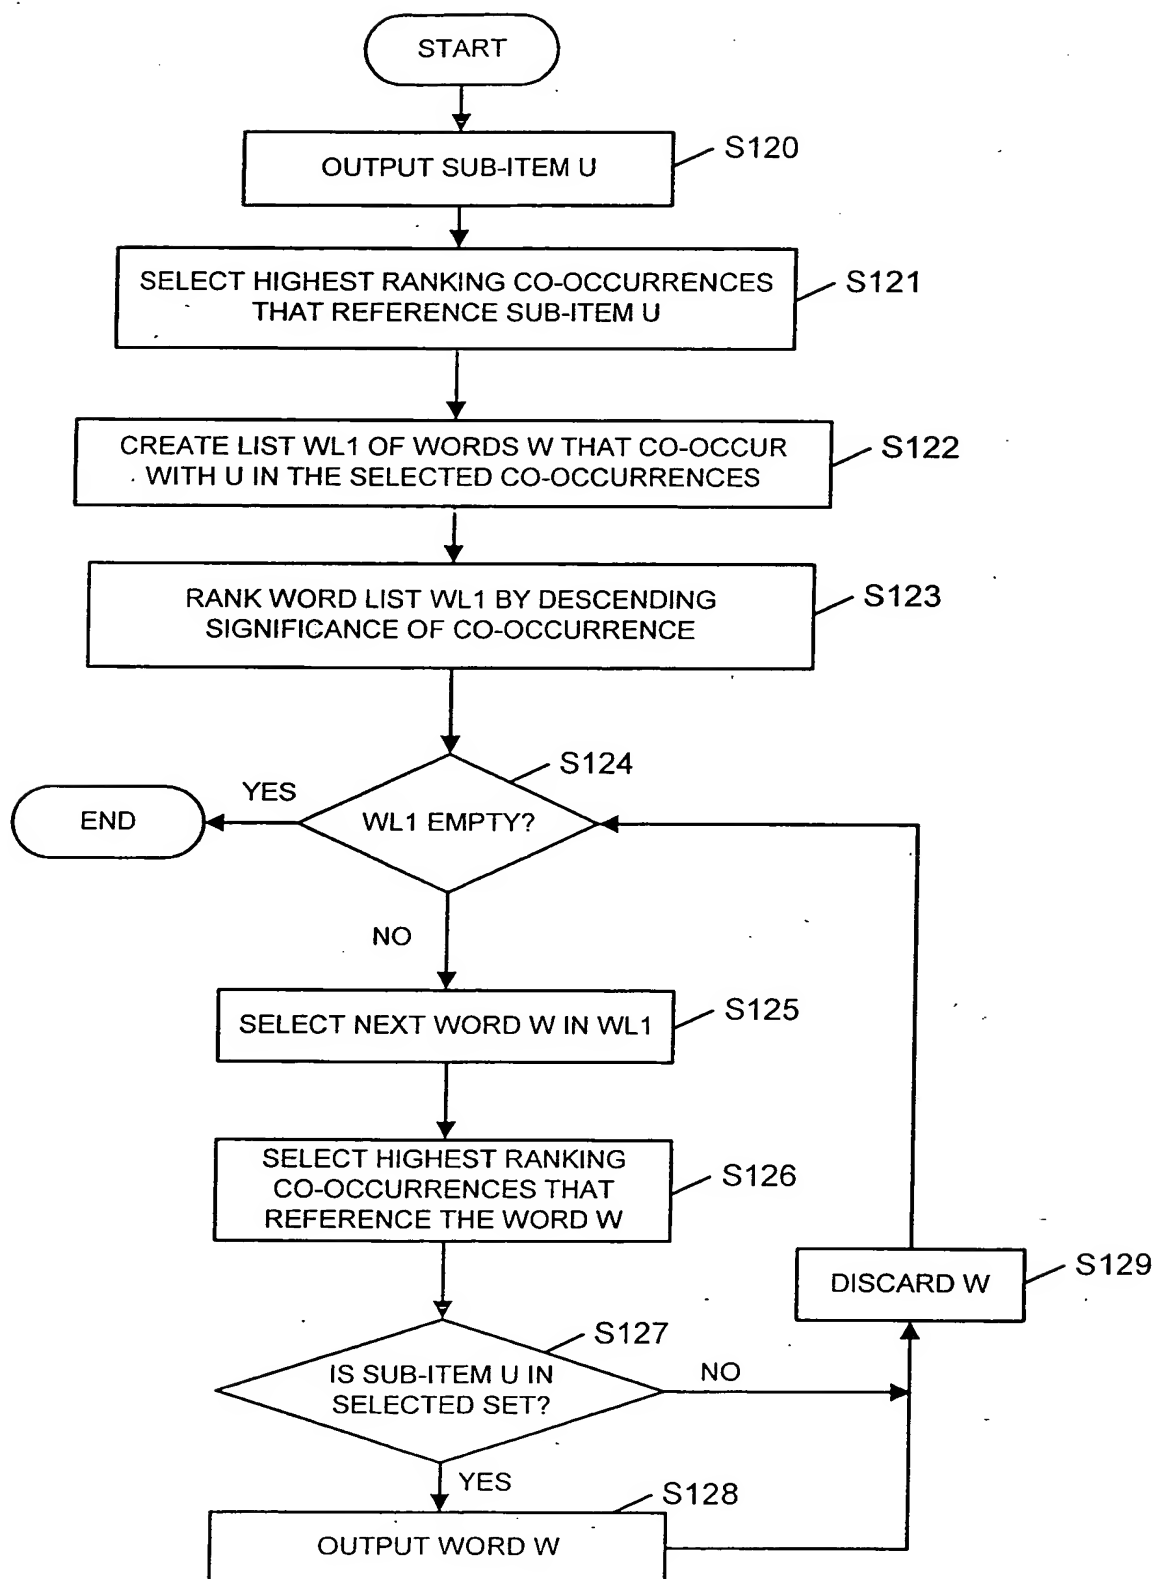 START
OUTPUT SUB-ITEM U
S120
SELECT HIGHEST RANKING CO-OCCURRENCES
THAT REFERENCE SUB-ITEM U
S121
CREATE LIST WL1 OF WORDS W THAT CO-OCCUR
WITH U IN THE SELECTED CO-OCCURRENCES
S122
RANK WORD LIST WL1 BY DESCENDING
SIGNIFICANCE OF CO-OCCURRENCE
S123
S124
YES
END
WL1 EMPTY?
NO
SELECT NEXT WORD W IN WL1
S125
SELECT HIGHEST RANKING
CO-OCCURRENCES THAT
REFERENCE THE WORD W
S126
DISCARD W
S129
S127
IS SUB-ITEM U IN
SELECTED SET?
NO
YES
S128
OUTPUT WORD W